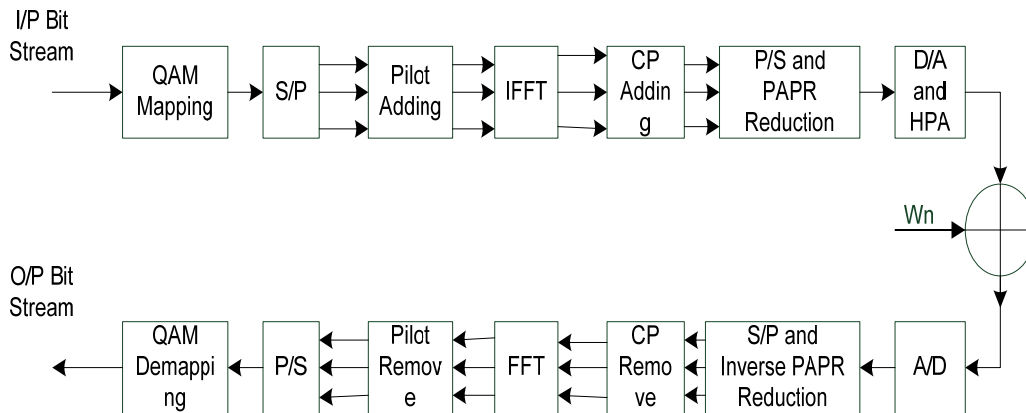 I/P Bit
Stream
QAM
Mapping
S/P
Pilot
Adding
IFFT
CP
Addin
g
P/S and
PAPR
Reduction
D/A
and
HPA
Wn
O/P Bit
Stream
QAM
Demappi
ng
P/S
Pilot
Remov
e
FFT
CP
Remo
ve
S/P and
Inverse PAPR
Reduction
A/D